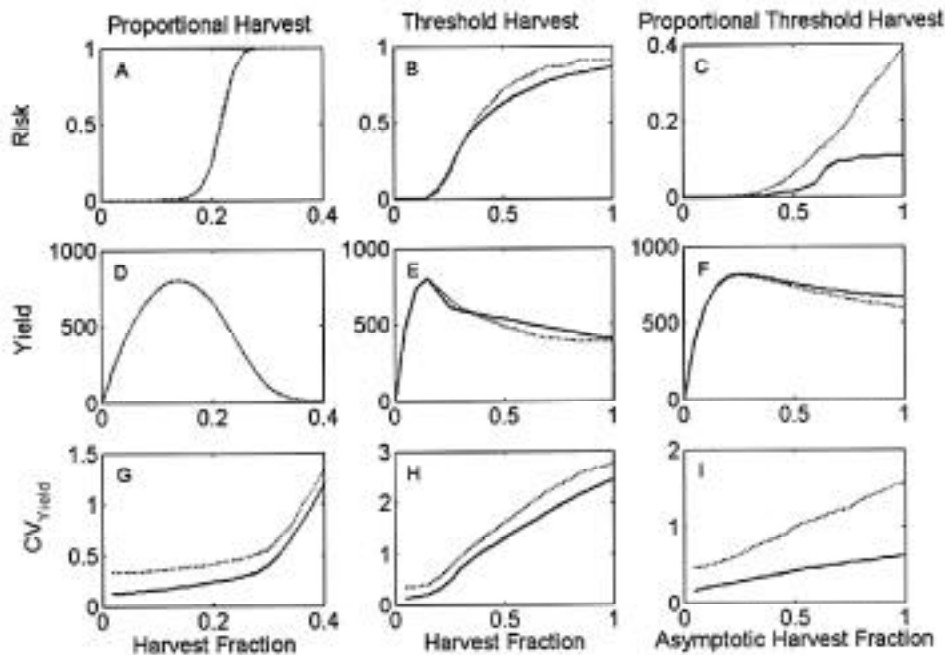 Proportional Harvest Threshold Harvest Proportional Threshold Harvest
Risk
A
1
0.5
0
0 0.2 0.4
B
1
0.5
0
0 0.5 1
C
0.4
0.2
0
0 0.5 1
Yield
D
1000
500
0
0 0.2 0.4
E
1000
500
0
0 0.5 1
F
1000
500
0
0 0.5 1
CVYield
G
1.5
1
0.5
0
0 0.2 0.4
H
3
2
1
0
0 0.5 1
I
2
1
0
0 0.5 1
Harvest Fraction Harvest Fraction Asymptotic Harvest Fraction